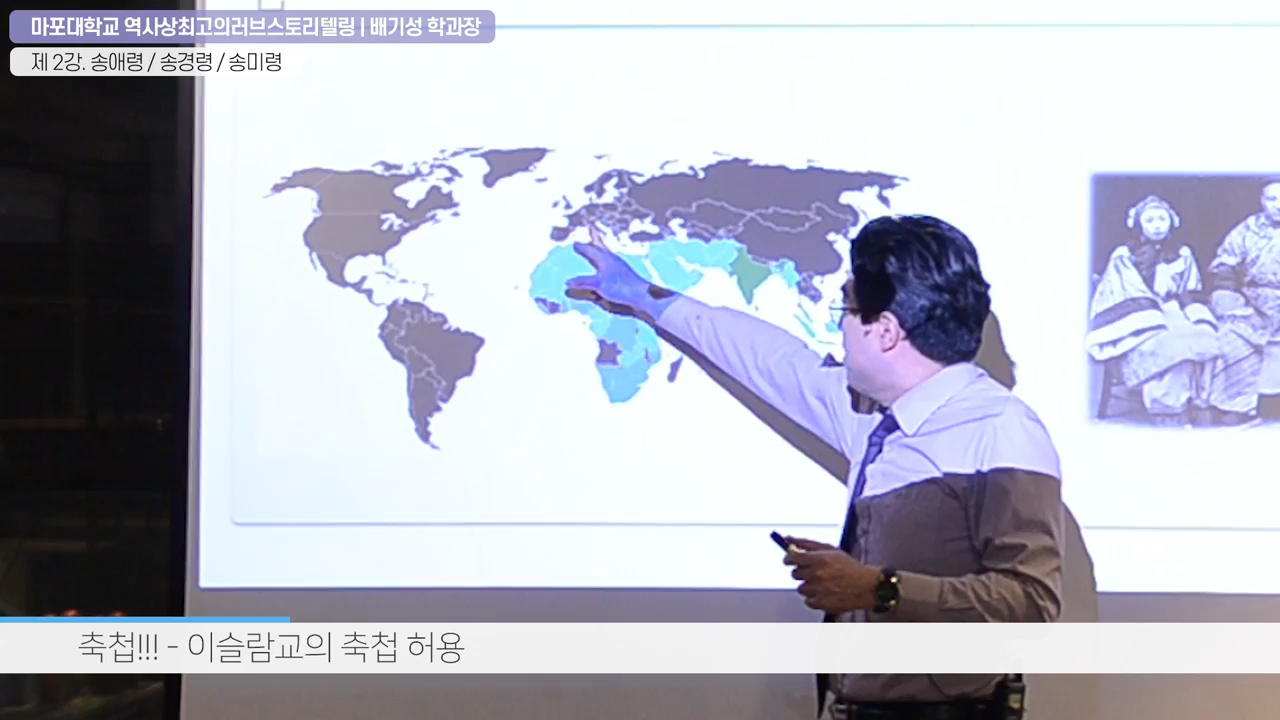 마포대학교 역사상최고의러브스토리텔링 | 배기성 학과장
제 2강. 송애령 / 송경령 / 송미령
축첩!!! - 이슬람교의 축첩 허용